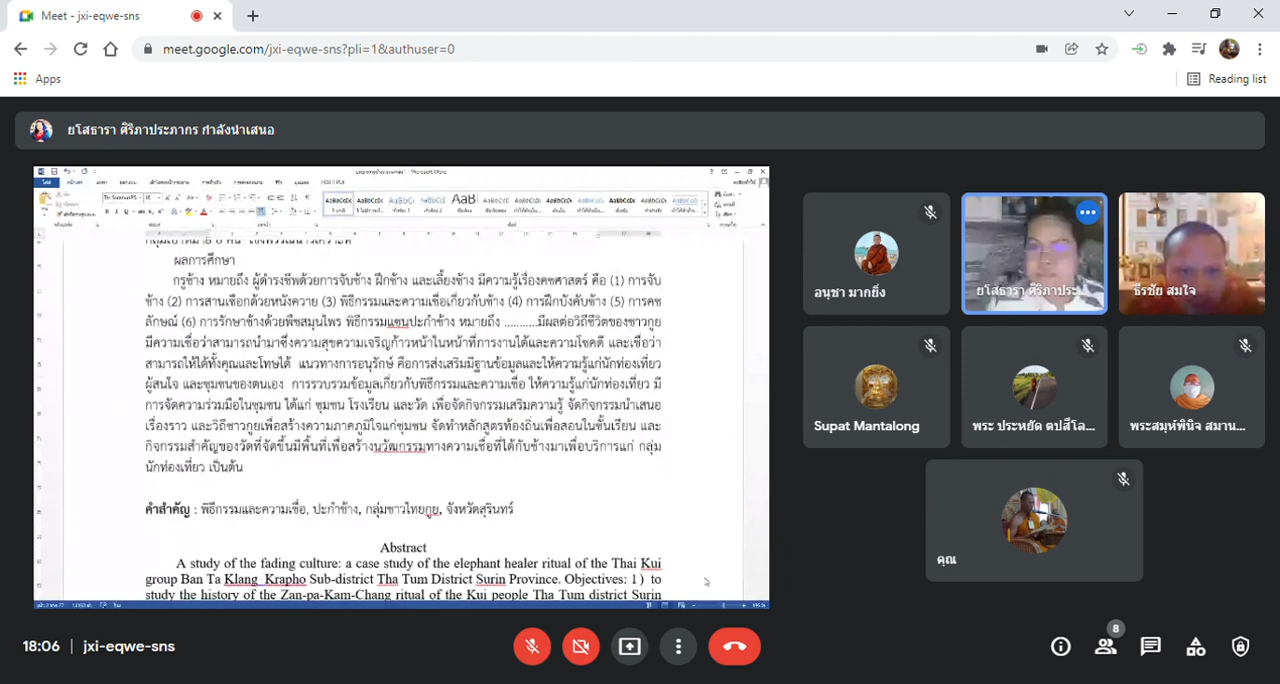 Meet - jxi-eqwe-sns
meet.google.com/jxi-eqwe-sns?pli=1&authuser=0
Apps
Reading list
ยโสธารา ศิริภาประภากร กำลังนำเสนอ
ผลการศึกษา
กรูช้าง หมายถึง ผู้ดำรงชีพด้วยการจับช้าง ฝึกช้าง และเลี้ยงช้าง มีความรู้เรื่องคชศาสตร์ คือ (1) การจับ
ช้าง (2) การสานเชือกด้วยหนังควาย (3) พิธีกรรมและความเชื่อเกี่ยวกับช้าง (4) การฝึกบังคับช้าง (5) การคช
ลักษณ์ (6) การรักษาช้างด้วยพืชสมุนไพร พิธีกรรมแซนปะกำช้าง หมายถึง ..........มีผลต่อวิถีชีวิตของชาวกูย
มีความเชื่อว่าสามารถนำมาซึ่งความสุขความเจริญก้าวหน้าในหน้าที่การงานได้และความโชคดี และเชื่อว่า
สามารถให้ได้ทั้งคุณและโทษได้ แนวทางการอนุรักษ์ คือการส่งเสริมมีฐานข้อมูลและให้ความรู้แก่นักท่องเที่ยว
ผู้สนใจ และชุมชนของตนเอง การรวบรวมข้อมูลเกี่ยวกับพิธีกรรมและความเชื่อ ให้ความรู้แก่นักท่องเที่ยว มี
การจัดความร่วมมือในชุมชน ได้แก่ ชุมชน โรงเรียน และวัด เพื่อจัดกิจกรรมเสริมความรู้ จัดกิจกรรมนำเสนอ
เรื่องราว และวิถีชาวกูยเพื่อสร้างความภาคภูมิใจแก่ชุมชน จัดทำหลักสูตรท้องถิ่นเพื่อสอนในชั้นเรียน และ
กิจกรรมสำคัญของวัดที่จัดขึ้นมีพื้นที่เพื่อสร้างนวัฒกรรมทางความเชื่อที่ได้กับช้างมาเพื่อบริการแก่ กลุ่ม
นักท่องเที่ยว เป็นต้น
คำสำคัญ : พิธีกรรมและความเชื่อ, ปะกำช้าง, กลุ่มชาวไทยกูย, จังหวัดสุรินทร์
Abstract
A study of the fading culture: a case study of the elephant healer ritual of the Thai Kui
group Ban Ta Klang Krapho Sub-district Tha Tum District Surin Province. Objectives: 1) to
study the history of the Zan-pa-Kam-Chang ritual of the Kui people Tha Tum district Surin
อนุชา มากยิ่ง
ยโสธารา ศิริภาประ...
ธีรชัย สมใจ
Supat Mantalong
พระ ประหยัด ตปสีโล...
พระสมุห์พินิจ สมาน...
คุณ
18:06 | jxi-eqwe-sns
8